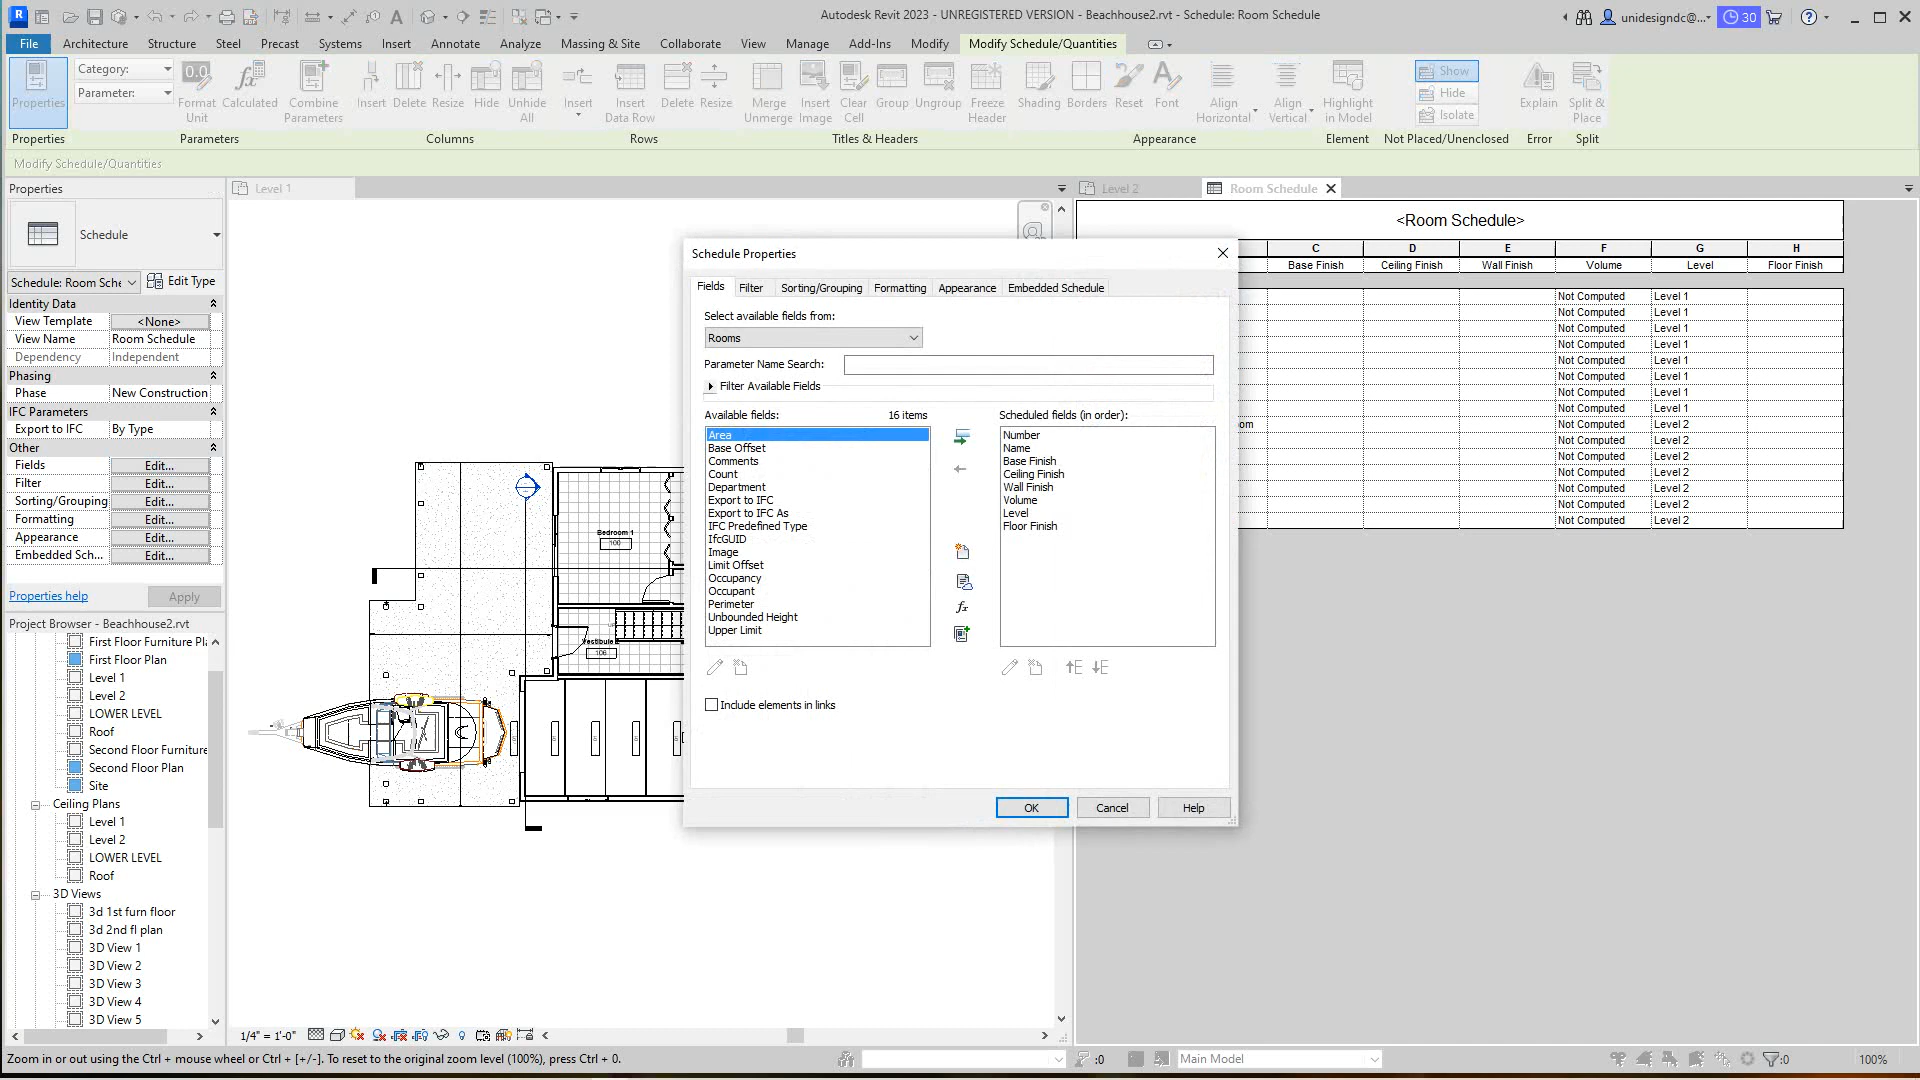 Autodesk Revit 2023 - UNREGISTERED VERSION - Beachhouse2.rvt - Schedule: Room Schedule
unidesigndc@...
30
File Architecture Structure Steel Precast Systems Insert Annotate Analyze Massing & Site Collaborate View Manage Add-Ins Modify Modify Schedule/Quantities
Properties
Category:
Parameter:
Format Unit
Calculated
Combine Parameters
Insert Delete Resize Hide Unhide All
Insert Insert Data Row Delete Resize
Merge Unmerge Insert Image Clear Cell Group Ungroup Freeze Header
Shading Borders Reset Font Align Horizontal Align Vertical
Highlight in Model
Show
Hide
Isolate
Explain
Split & Place
Properties Parameters Columns Rows Titles & Headers Appearance Element Not Placed/Unenclosed Error Split
Modify Schedule/Quantities
Properties
Schedule
Schedule: Room Sche
Edit Type
Identity Data
View Template <None>
View Name Room Schedule
Dependency Independent
Phasing
Phase New Construction
IFC Parameters
Export to IFC By Type
Other
Fields Edit...
Filter Edit...
Sorting/Grouping Edit...
Formatting Edit...
Appearance Edit...
Embedded Sch... Edit...
Properties help Apply
Project Browser - Beachhouse2.rvt
First Floor Furniture Pla
First Floor Plan
Level 1
Level 2
LOWER LEVEL
Roof
Second Floor Furniture
Second Floor Plan
Site
Ceiling Plans
Level 1
Level 2
LOWER LEVEL
Roof
3D Views
3d 1st furn floor
3d 2nd fl plan
3D View 1
3D View 2
3D View 3
3D View 4
3D View 5
Level 1
Bedroom 1
100
Vestibule
106
1/4" = 1'-0"
Schedule Properties
Fields Filter Sorting/Grouping Formatting Appearance Embedded Schedule
Select available fields from:
Rooms
Parameter Name Search:
Filter Available Fields
Available fields: 16 items
Area
Base Offset
Comments
Count
Department
Export to IFC
Export to IFC As
IFC Predefined Type
IfcGUID
Image
Limit Offset
Occupancy
Occupant
Perimeter
Unbounded Height
Upper Limit
fx
Scheduled fields (in order):
Number
Name
Base Finish
Ceiling Finish
Wall Finish
Volume
Level
Floor Finish
Include elements in links
OK Cancel Help
Level 2
Room Schedule
<Room Schedule>
C D E F G H
Base Finish Ceiling Finish Wall Finish Volume Level Floor Finish
Not Computed Level 1
Not Computed Level 1
Not Computed Level 1
Not Computed Level 1
Not Computed Level 1
Not Computed Level 1
Not Computed Level 1
Not Computed Level 1
om Not Computed Level 2
Not Computed Level 2
Not Computed Level 2
Not Computed Level 2
Not Computed Level 2
Not Computed Level 2
Not Computed Level 2
Zoom in or out using the Ctrl + mouse wheel or Ctrl + [+/-]. To reset to the original zoom level (100%), press Ctrl + 0.
:0
Main Model
:0
100%